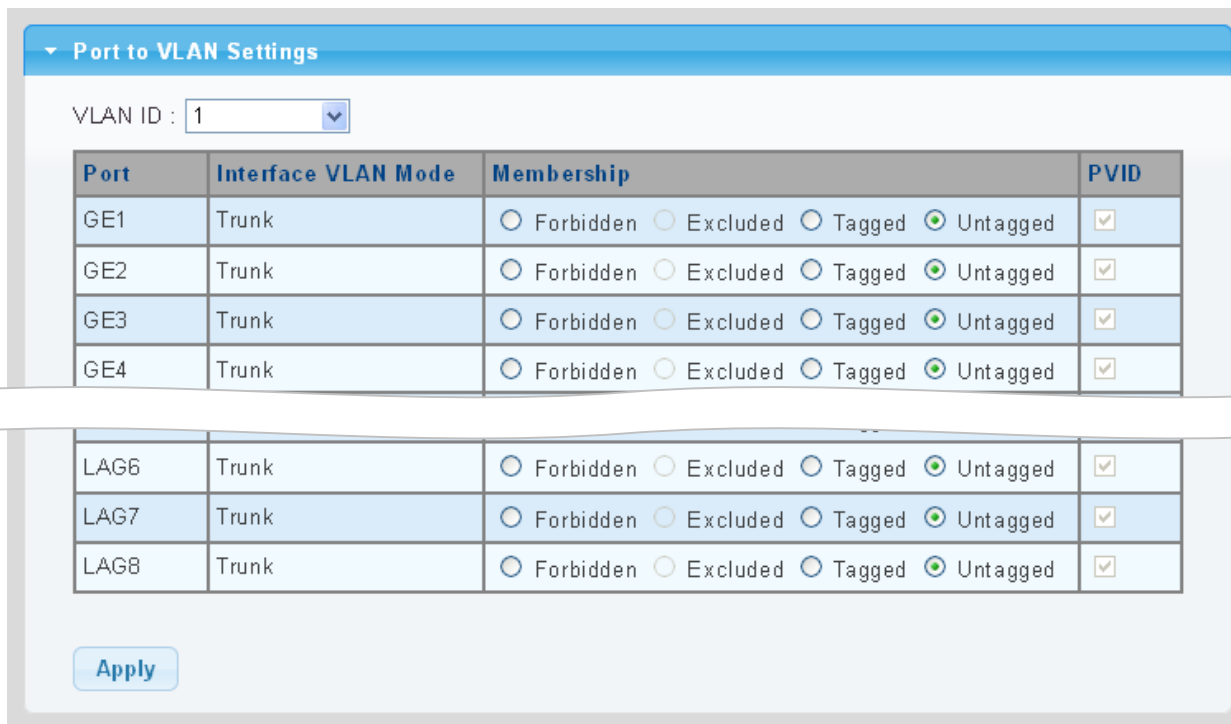 Port to VLAN Settings
VLAN ID : 1
Port Interface VLAN Mode Membership PVID
GE1 Trunk Forbidden Excluded Tagged Untagged
GE2 Trunk Forbidden Excluded Tagged Untagged
GE3 Trunk Forbidden Excluded Tagged Untagged
GE4 Trunk Forbidden Excluded Tagged Untagged
LAG6 Trunk Forbidden Excluded Tagged Untagged
LAG7 Trunk Forbidden Excluded Tagged Untagged
LAG8 Trunk Forbidden Excluded Tagged Untagged
Apply